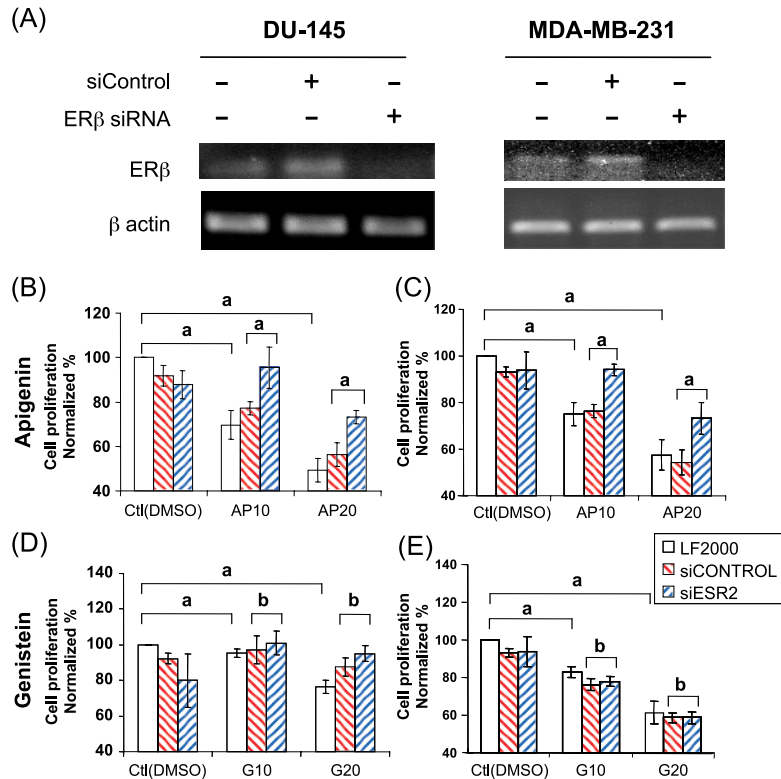 (A)
DU-145 MDA-MB-231
siControl – + – – + –
ERβ siRNA – – + – – +
ERβ
β actin
(B) (C)
Apigenin
Cell proliferation
Normalized %
120
100
80
60
40
a
a
a
a
Ctl(DMSO) AP10 AP20
Cell proliferation
Normalized %
120
100
80
60
40
a
a
a
a
Ctl(DMSO) AP10 AP20
(D) (E)
Genistein
Cell proliferation
Normalized %
140
120
100
80
60
40
a
a
b
b
Ctl(DMSO) G10 G20
Cell proliferation
Normalized %
140
120
100
80
60
40
a
a
b
b
Ctl(DMSO) G10 G20
LF2000
siCONTROL
siESR2